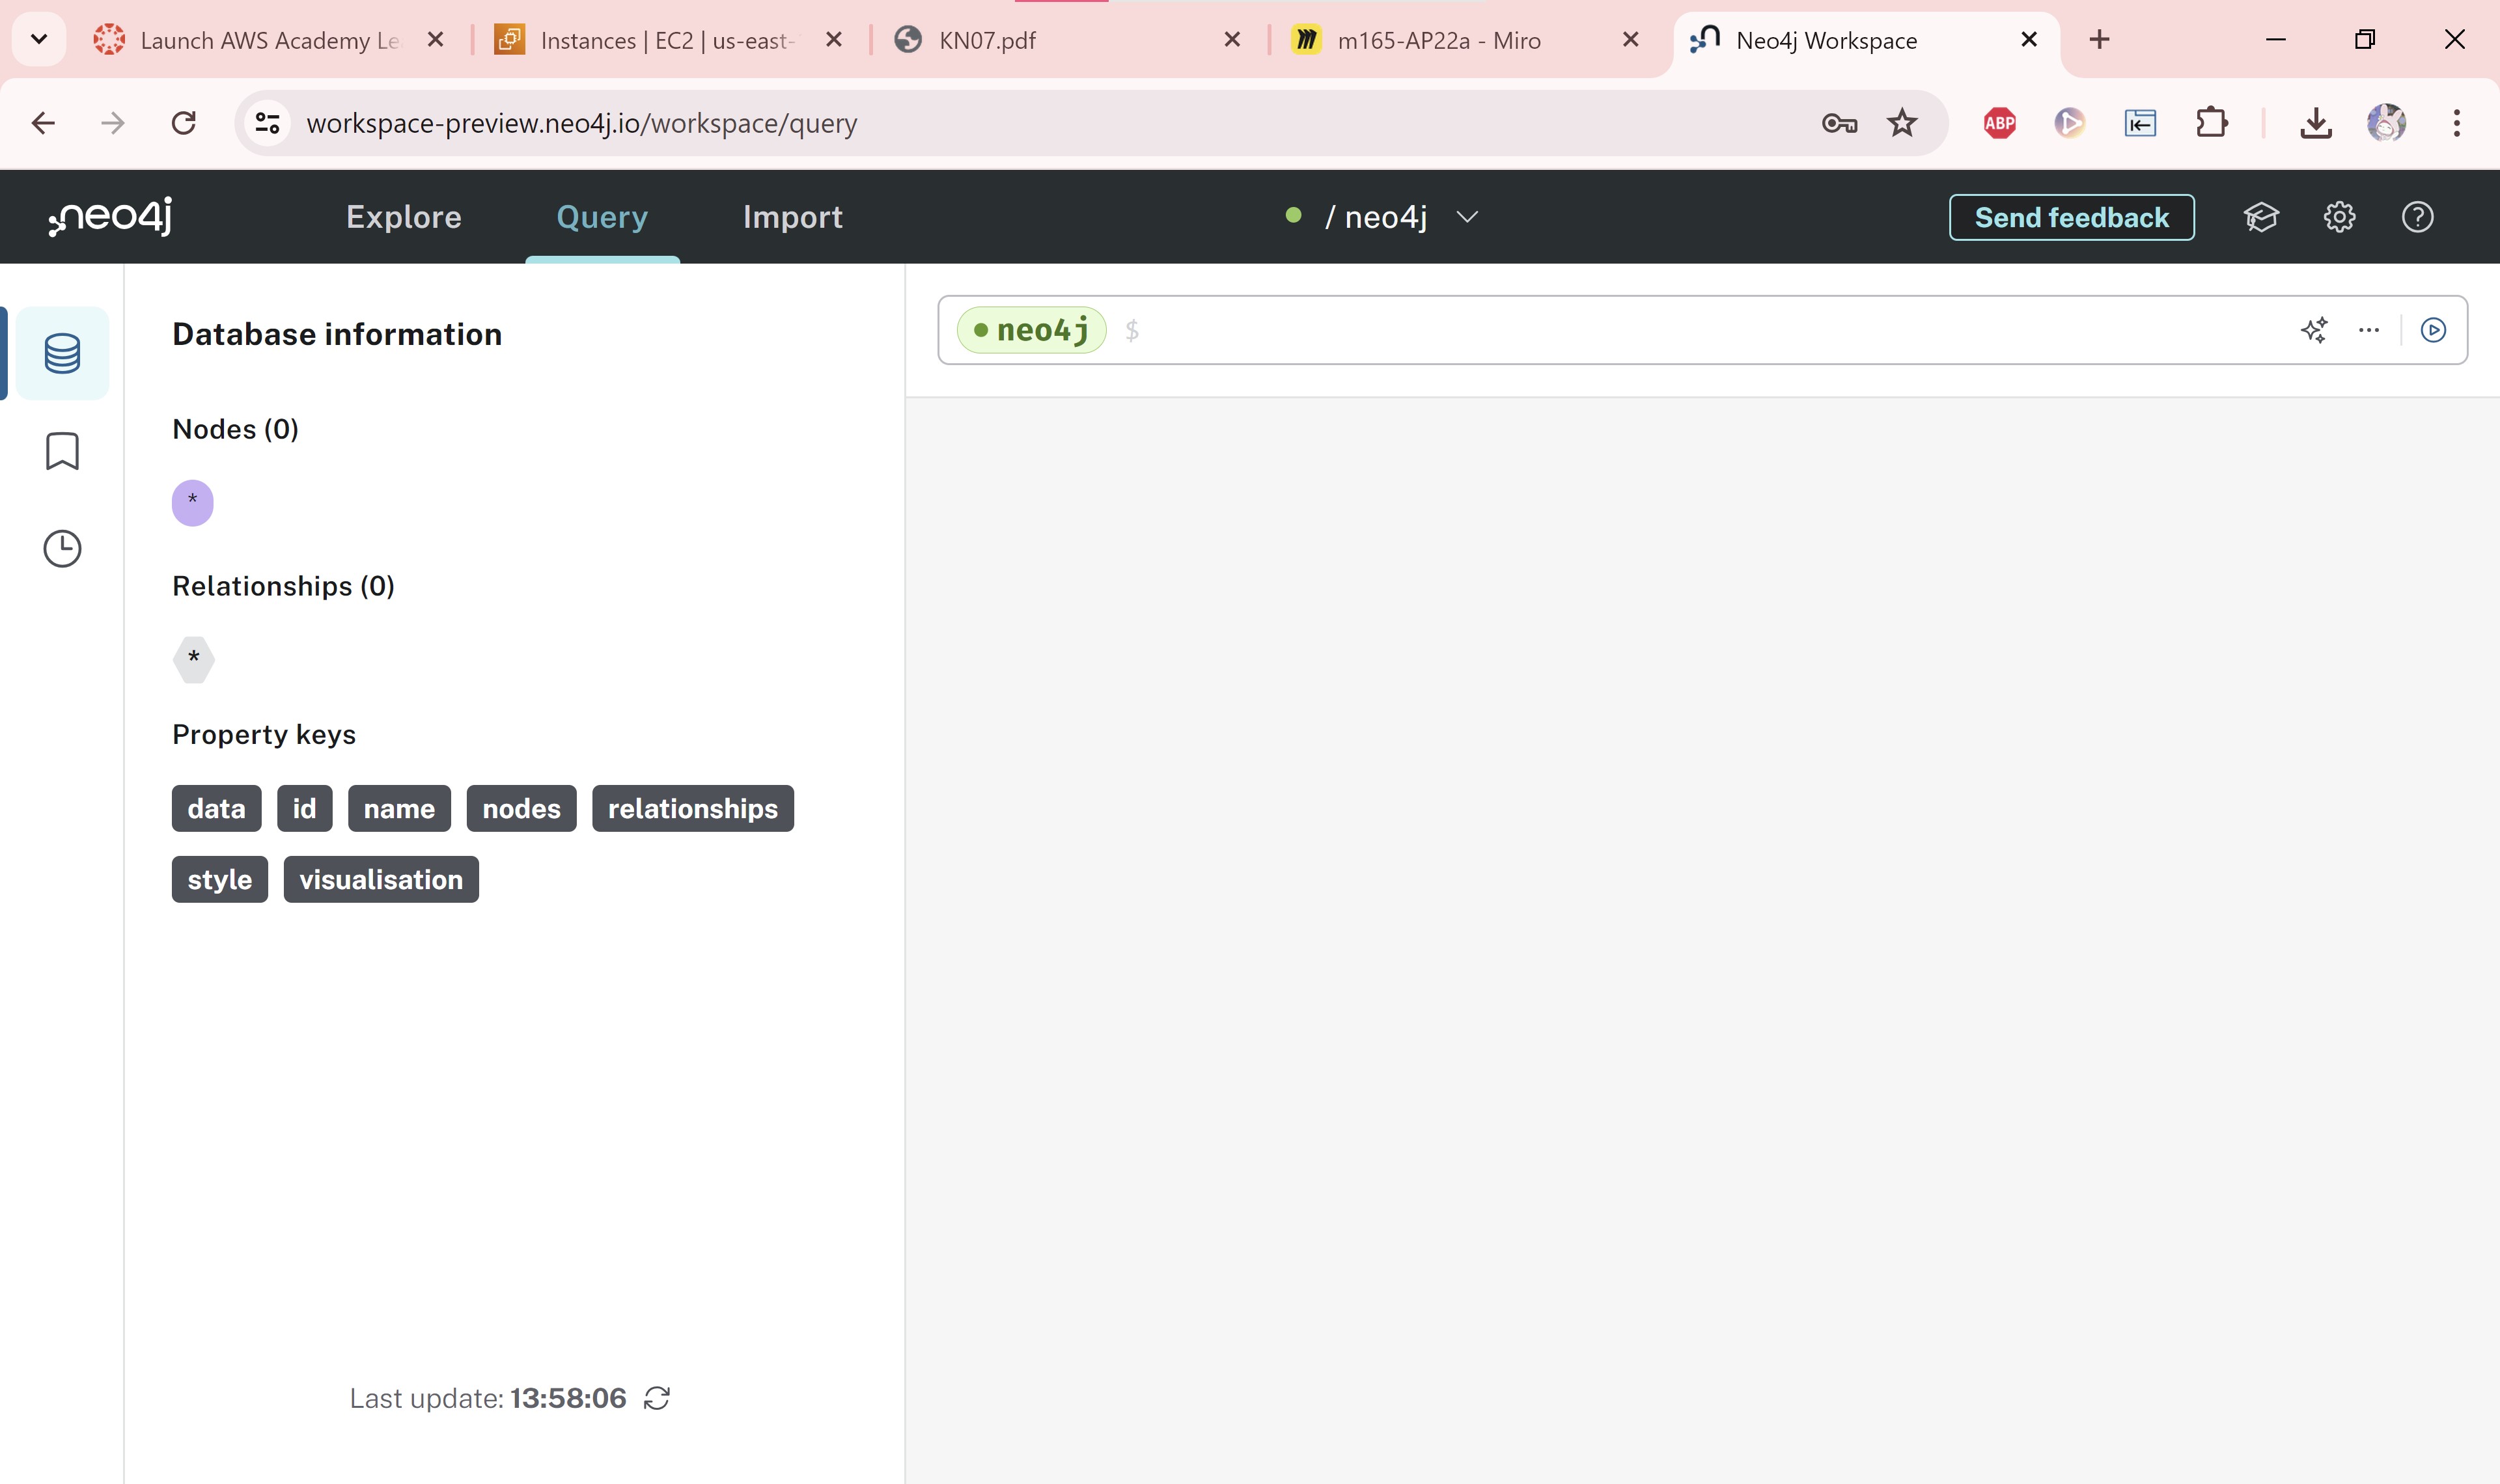 Launch AWS Academy Le
Instances | EC2 | us-east-
KN07.pdf
m165-AP22a - Miro
Neo4j Workspace
workspace-preview.neo4j.io/workspace/query
ABP
neo4j
Explore
Query
Import
/ neo4j
Send feedback
Database information
neo4j $
Nodes (0)
*
Relationships (0)
*
Property keys
data id name nodes relationships
style visualisation
Last update: 13:58:06